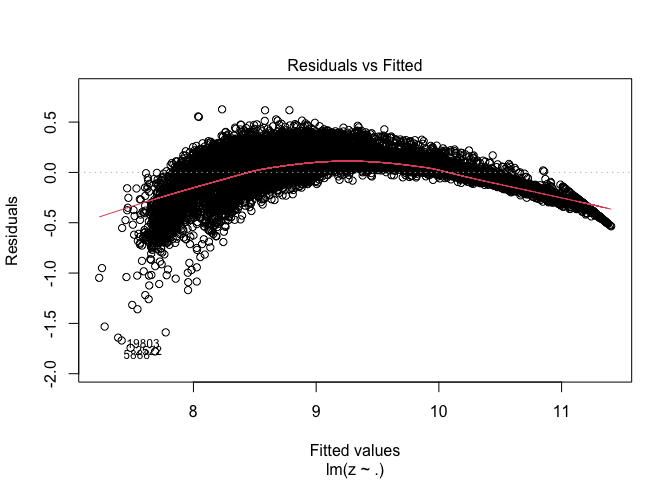 Residuals vs Fitted
Residuals
0.5
0.0
-0.5
-1.0
-1.5
-2.0
19803
8 9 10 11
Fitted values
lm(z ~ .)